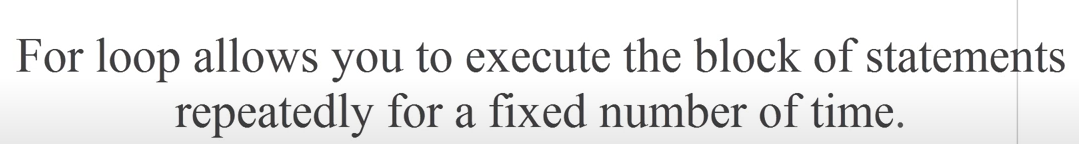 For loop allows you to execute the block of statements
repeatedly for a fixed number of time.